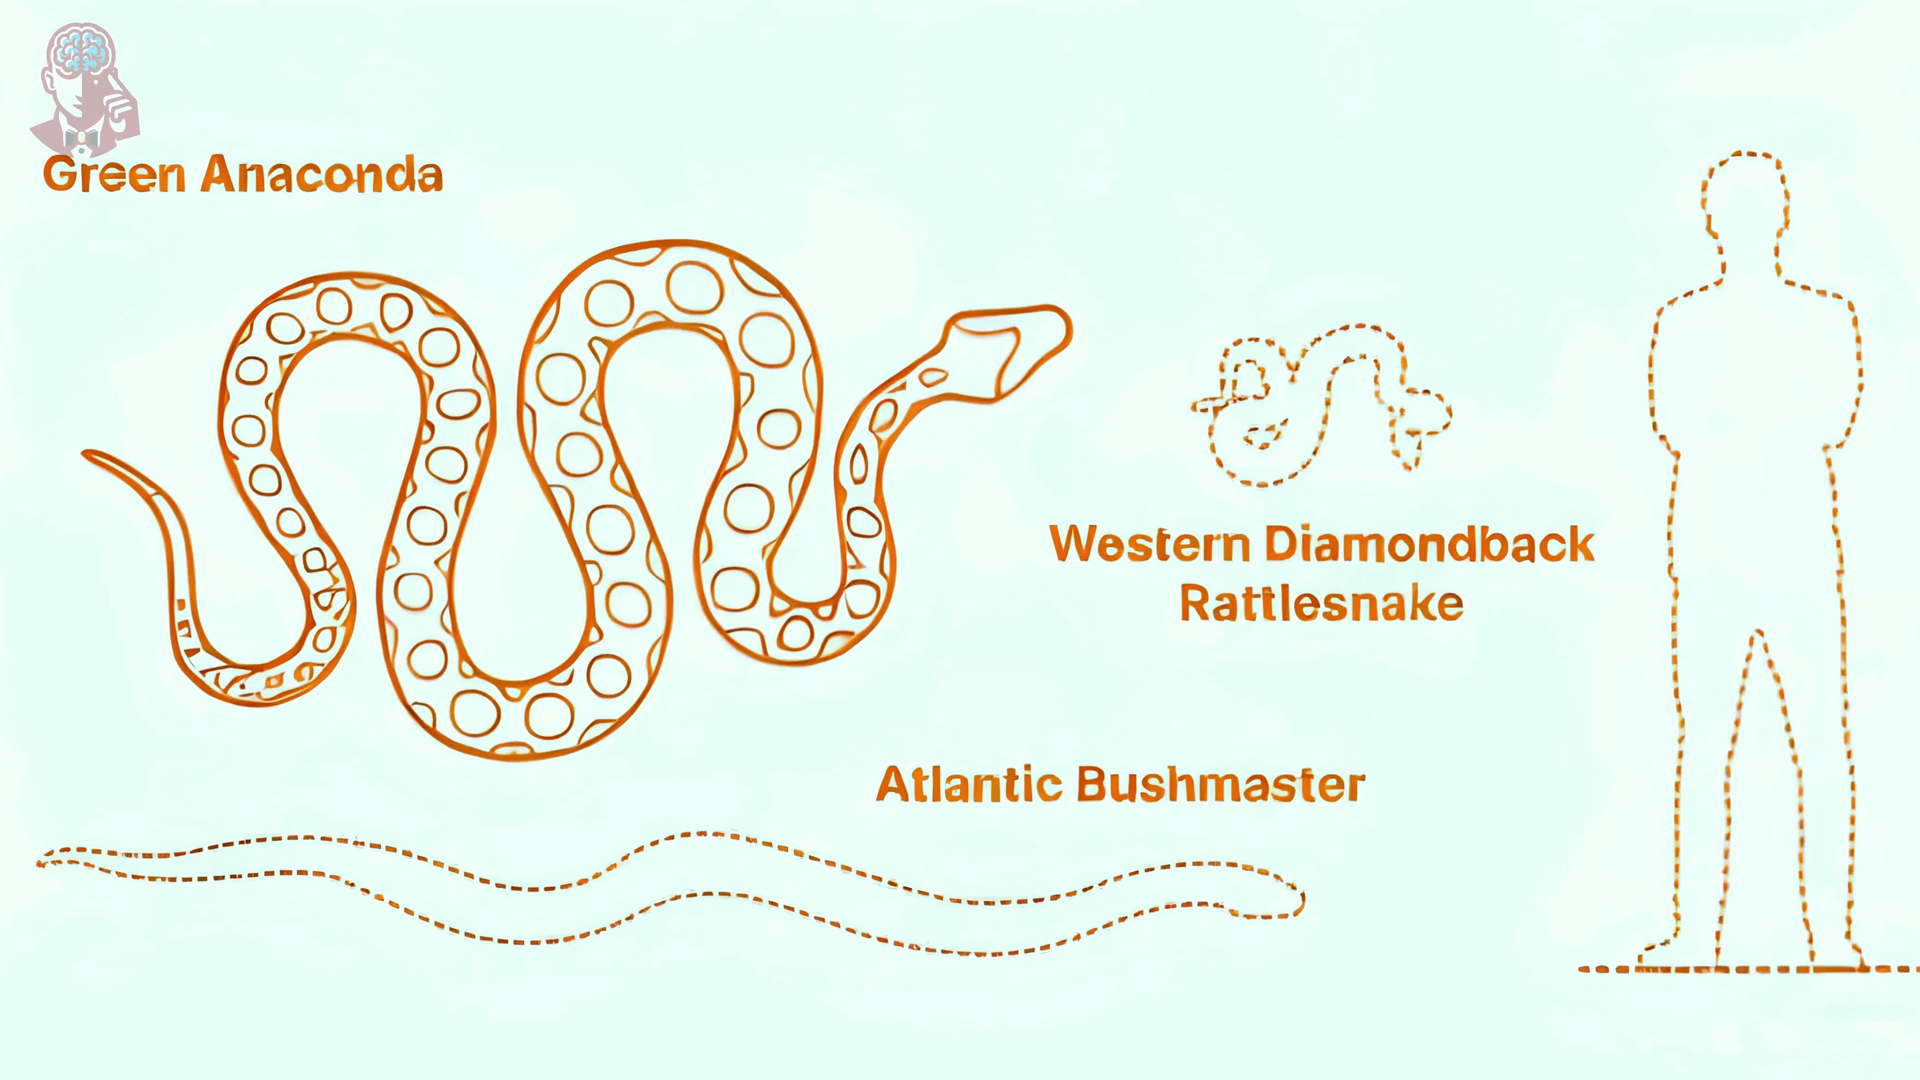 Green Anaconda
Western Diamondback
Rattlesnake
Atlantic Bushmaster